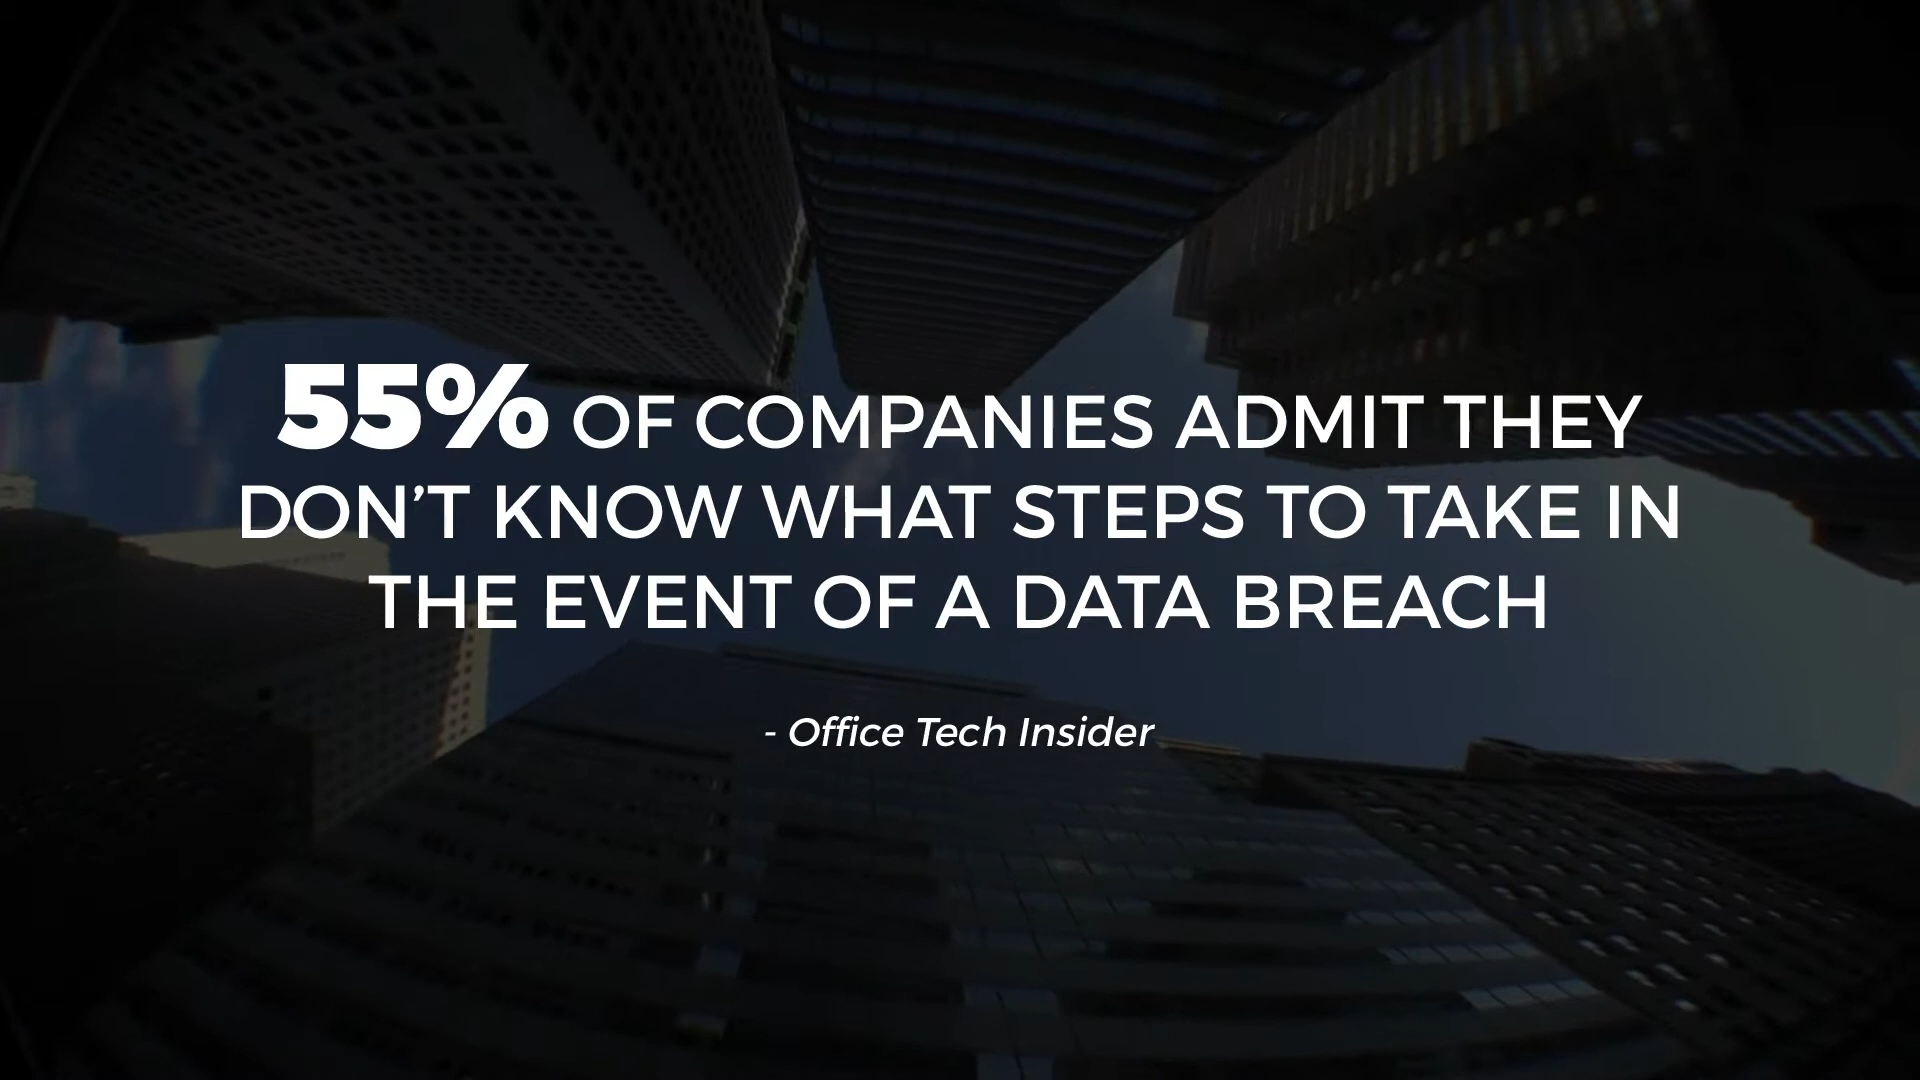 55% OF COMPANIES ADMIT THEY
DON’T KNOW WHAT STEPS TO TAKE IN
THE EVENT OF A DATA BREACH
- Office Tech Insider